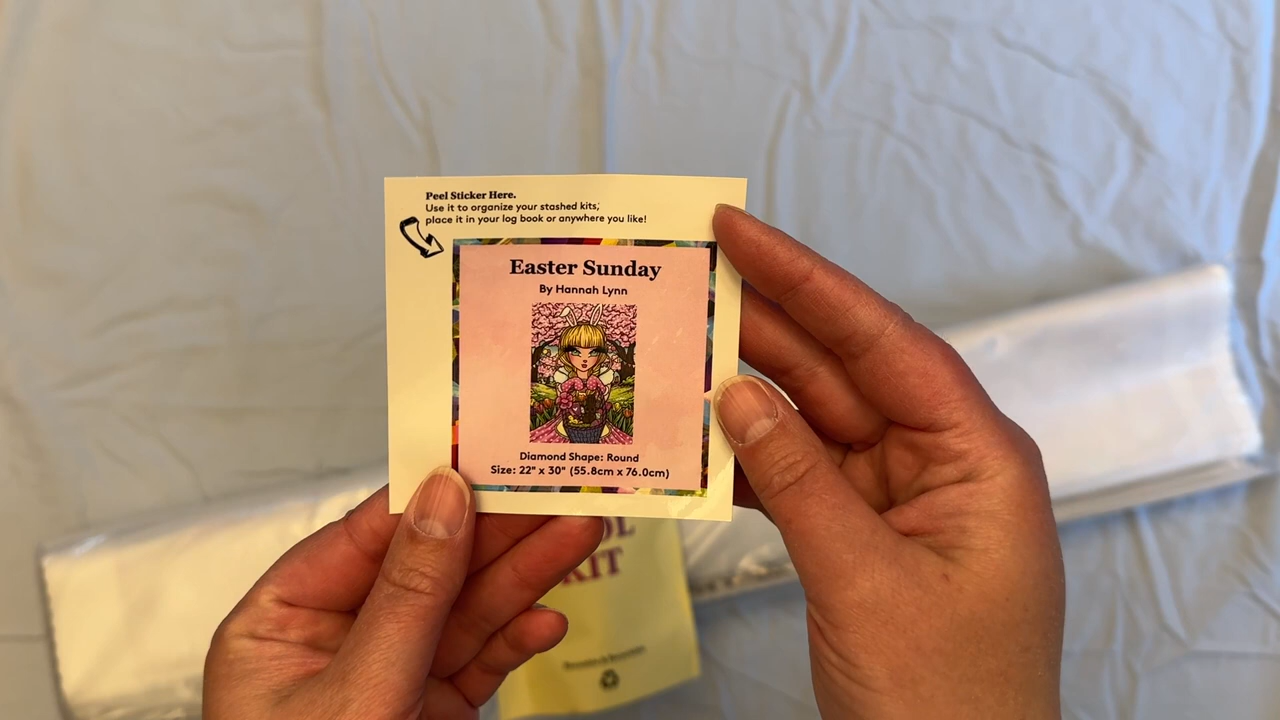 Peel Sticker Here.
Use it to organize your stashed kits,
place it in your log book or anywhere you like!
Easter Sunday
By Hannah Lynn
Diamond Shape: Round
Size: 22" x 30" (55.8cm x 76.0cm)
KIT